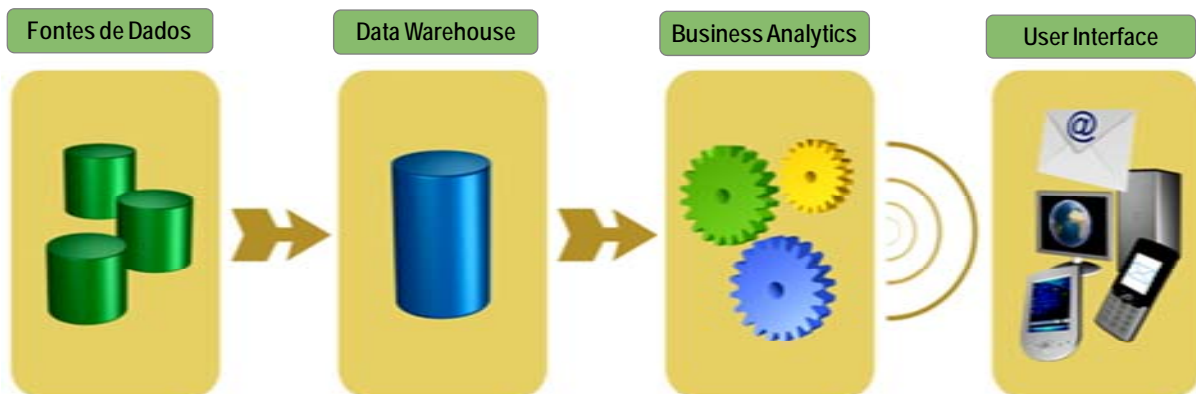 Fontes de Dados
Data Warehouse
Business Analytics
User Interface
@